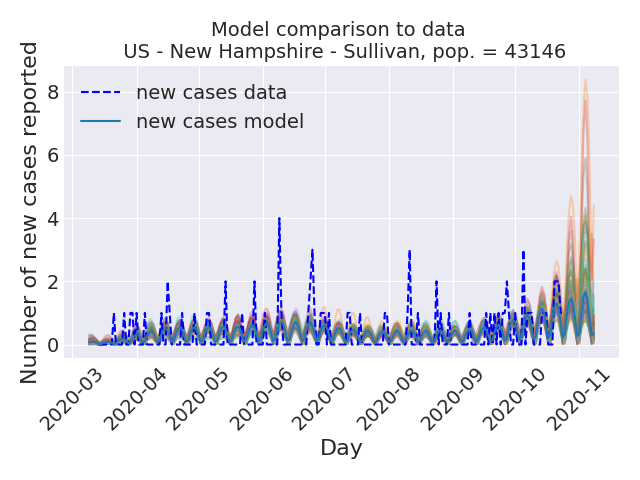 Model comparison to data
US - New Hampshire - Sullivan, pop. = 43146
new cases data
new cases model
Number of new cases reported
8
6
4
2
0
2020-03
2020-04
2020-05
2020-06
2020-07
2020-08
2020-09
2020-10
2020-11
Day